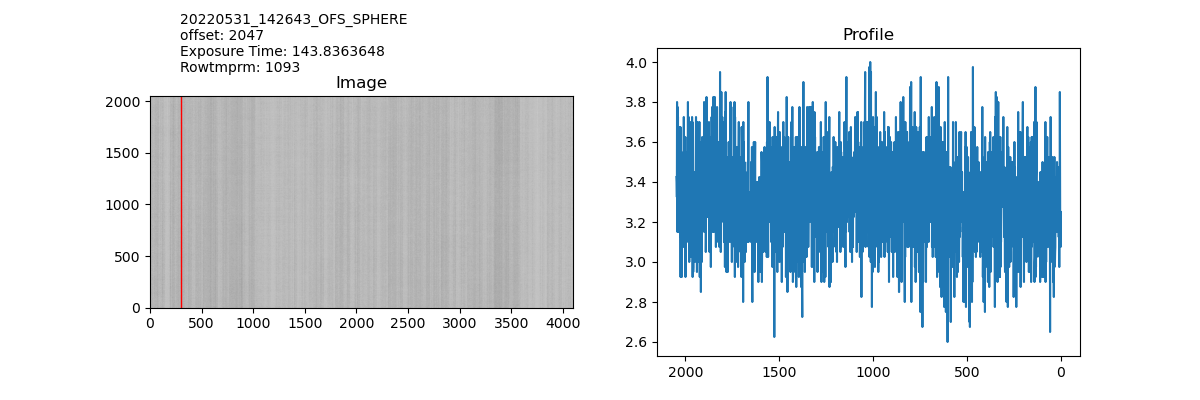 20220531_142643_OFS_SPHERE
offset: 2047
Exposure Time: 143.8363648
Rowtmprm: 1093
Image
2000
1500
1000
500
0
0 500 1000 1500 2000 2500 3000 3500 4000
Profile
4.0
3.8
3.6
3.4
3.2
3.0
2.8
2.6
2000 1500 1000 500 0